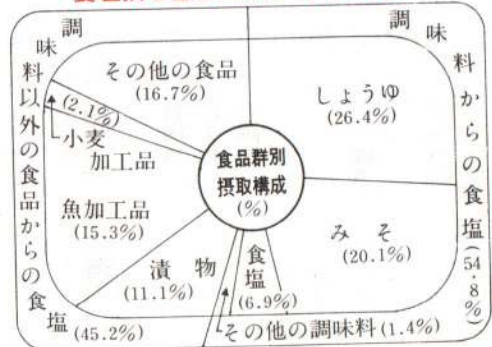 調味料からの食塩(54.8%)
しょうゆ
(26.4%)
みそ
(20.1%)
食塩
(6.9%)
その他の調味料(1.4%)
調味料以外の食品からの食塩(45.2%)
漬物
(11.1%)
魚加工品
(15.3%)
小麦
加工品
(2.1%)
その他の食品
(16.7%)
食品群別
摂取構成
(%)